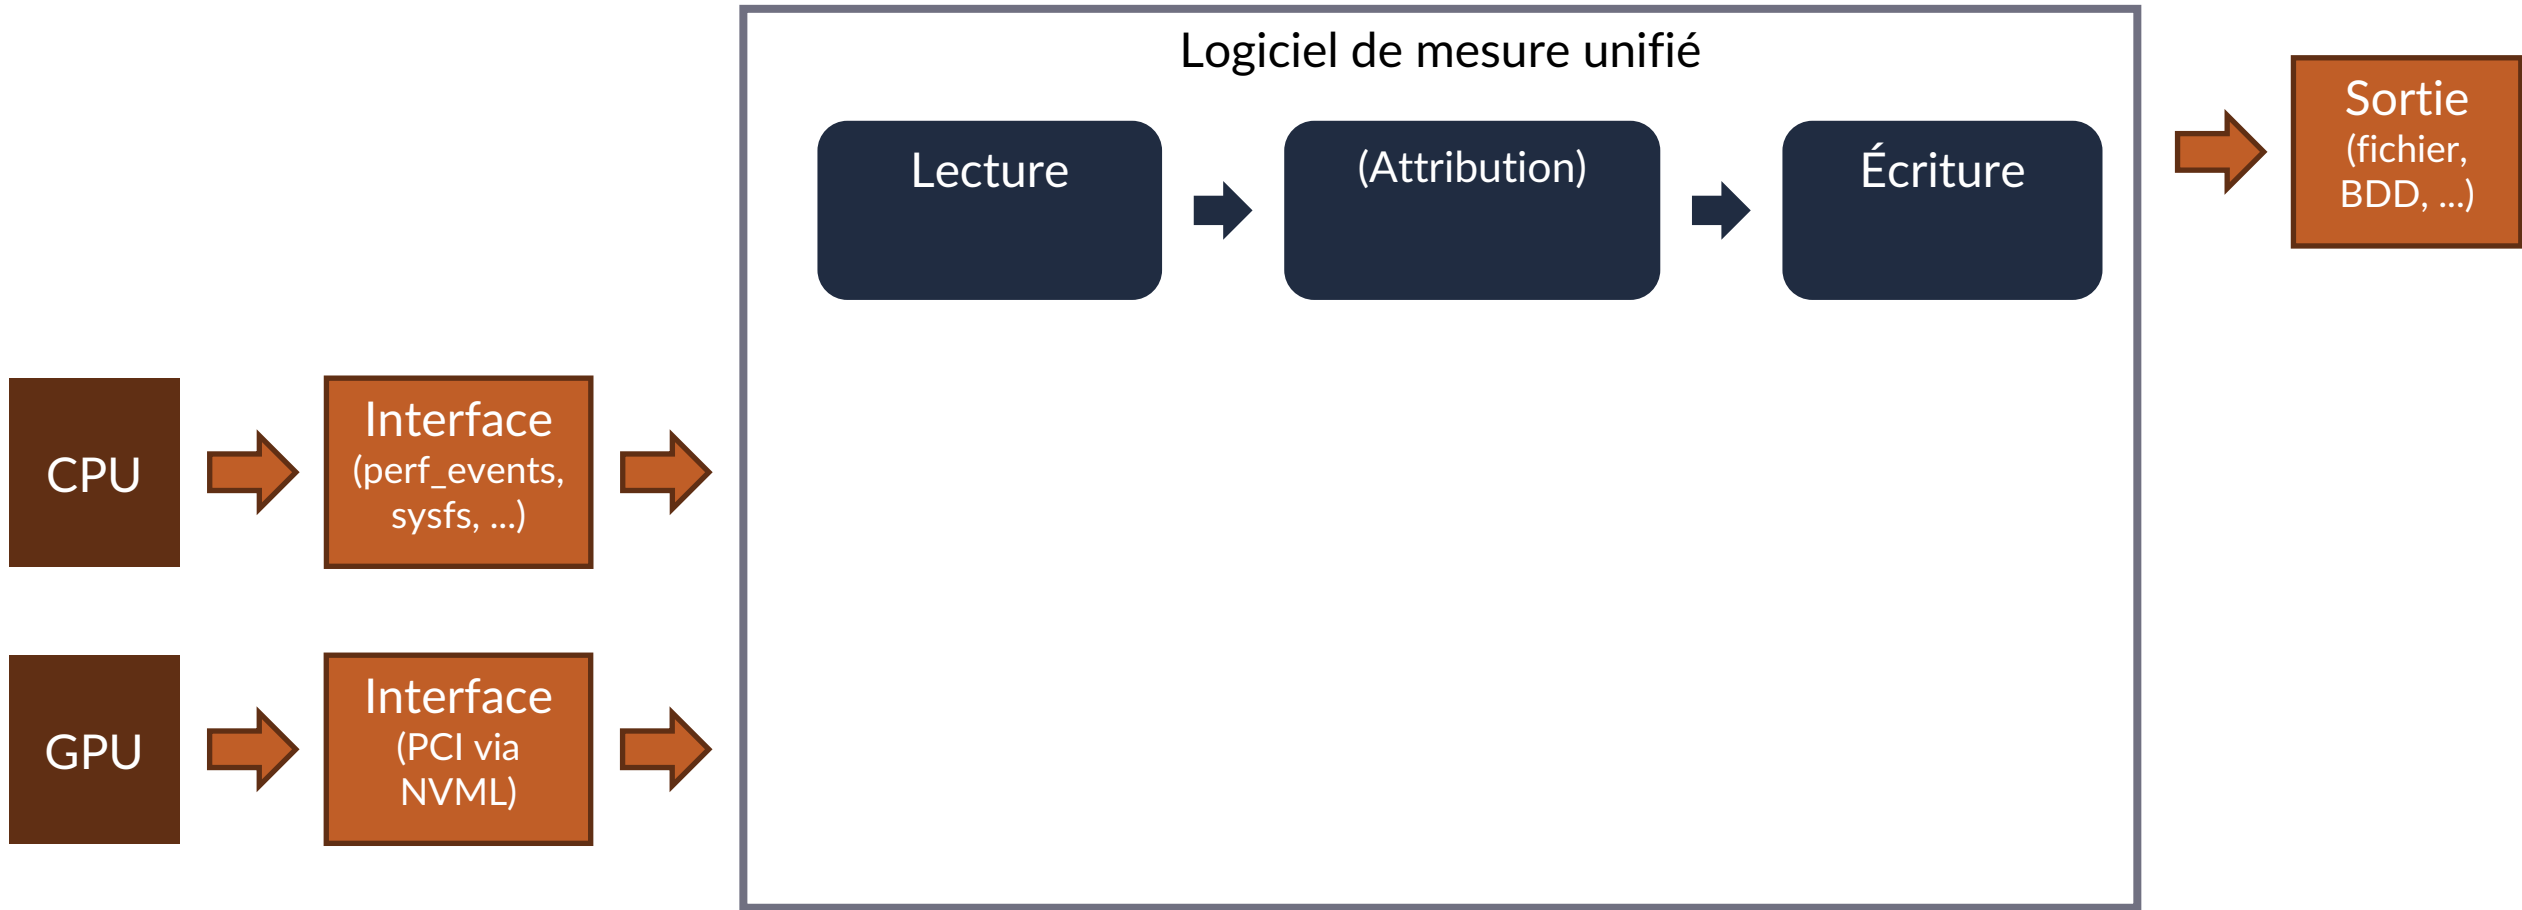 Logiciel de mesure unifié
Lecture
(Attribution)
Écriture
Sortie
(fichier,
BDD, ...)
CPU
Interface
(perf_events,
sysfs, ...)
GPU
Interface
(PCI via
NVML)